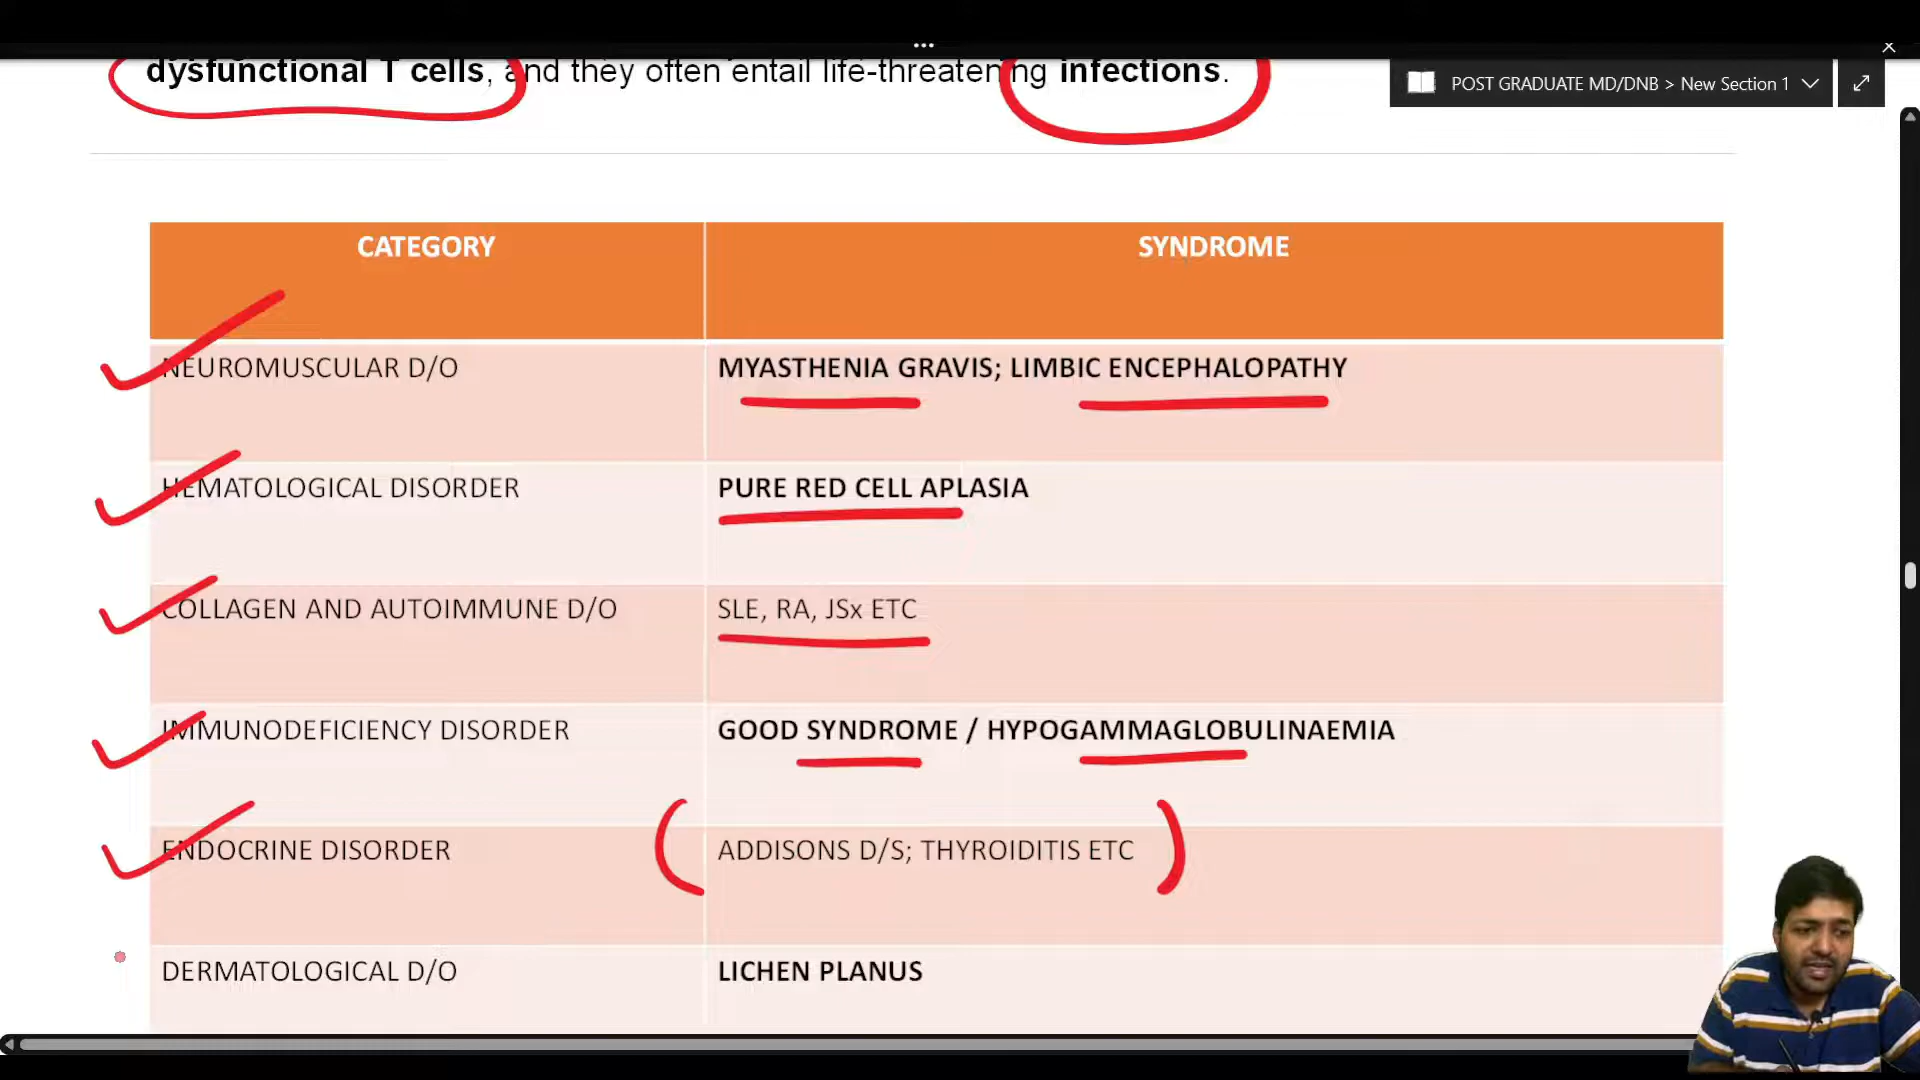 dysfunctional T cells, and they often entail life-threatening infections.
POST GRADUATE MD/DNB > New Section 1
CATEGORY SYNDROME
NEUROMUSCULAR D/O MYASTHENIA GRAVIS; LIMBIC ENCEPHALOPATHY
HEMATOLOGICAL DISORDER PURE RED CELL APLASIA
COLLAGEN AND AUTOIMMUNE D/O SLE, RA, JSx ETC
IMMUNODEFICIENCY DISORDER GOOD SYNDROME / HYPOGAMMAGLOBULINAEMIA
ENDOCRINE DISORDER ADDISONS D/S; THYROIDITIS ETC
DERMATOLOGICAL D/O LICHEN PLANUS